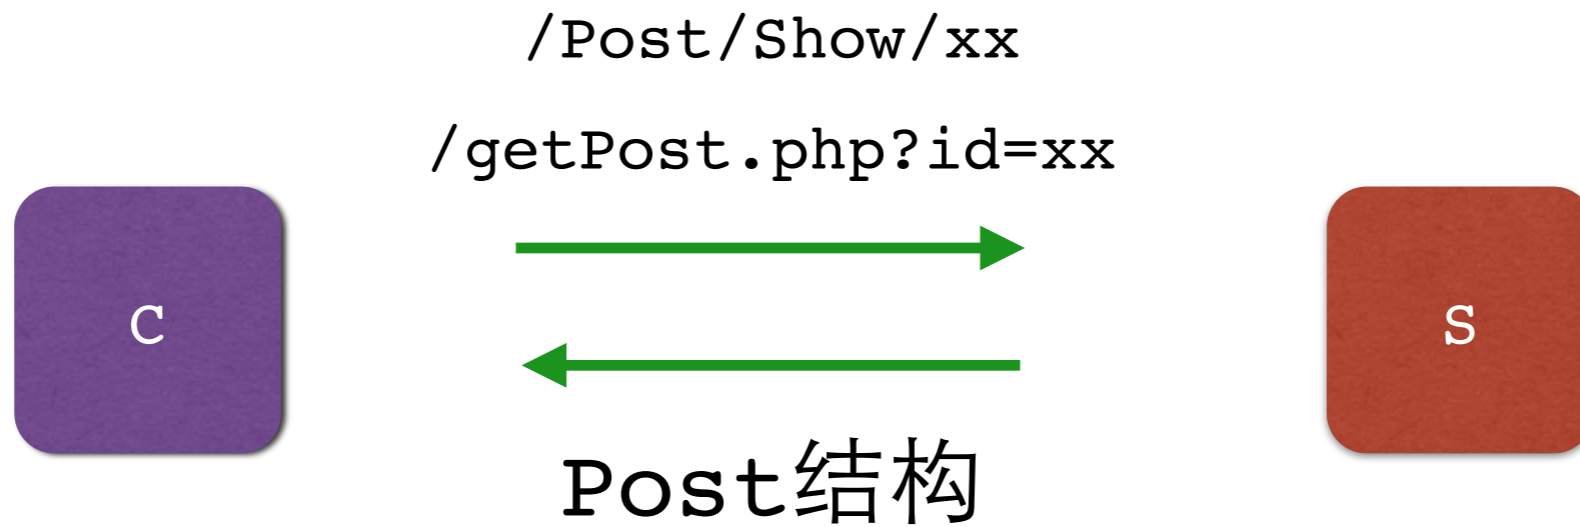 /Post/Show/xx
/getPost.php?id=xx
C
S
Post结构